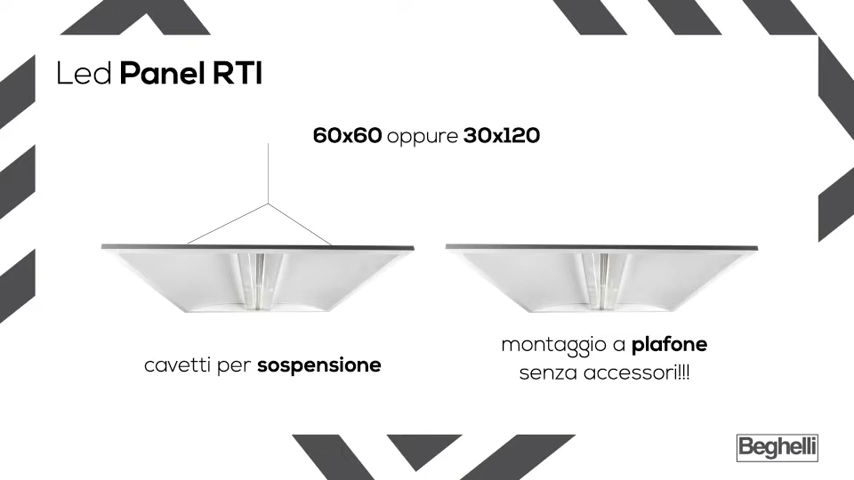 Led Panel RTI
60x60 oppure 30x120
cavetti per sospensione
montaggio a plafone
senza accessori!!!
Beghelli